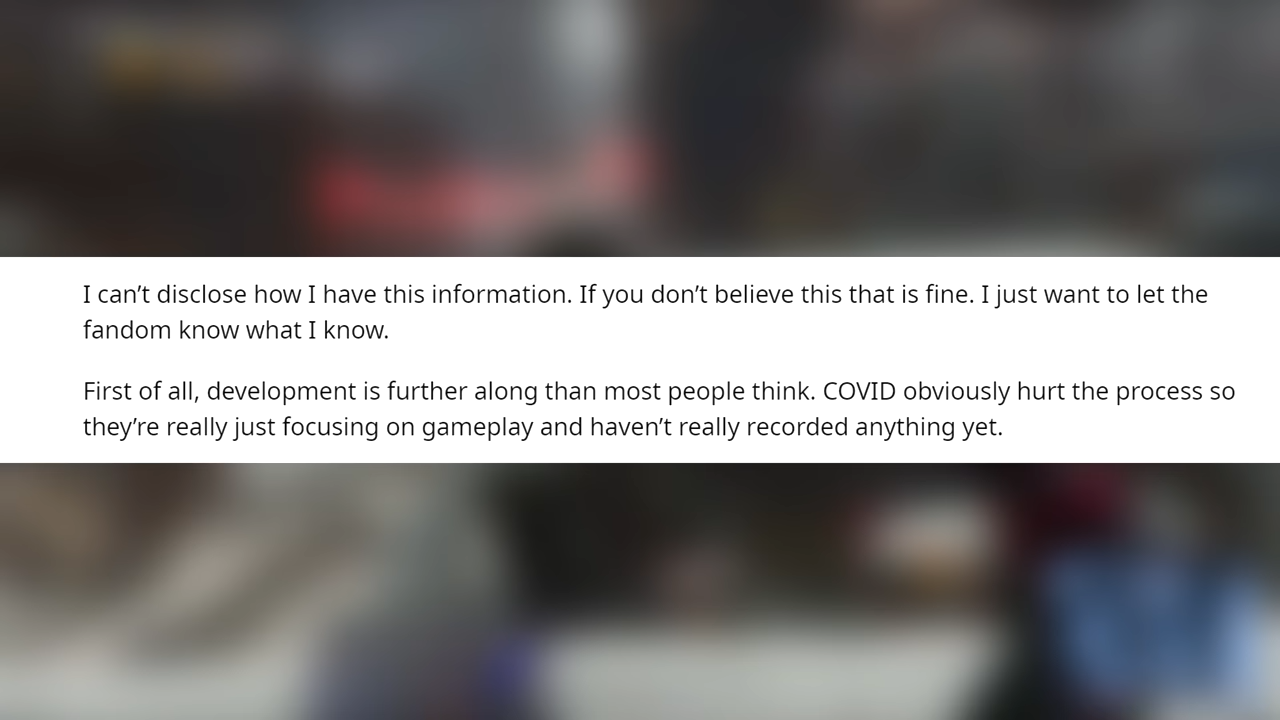 I can’t disclose how I have this information. If you don’t believe this that is fine. I just want to let the
fandom know what I know.
First of all, development is further along than most people think. COVID obviously hurt the process so
they’re really just focusing on gameplay and haven’t really recorded anything yet.